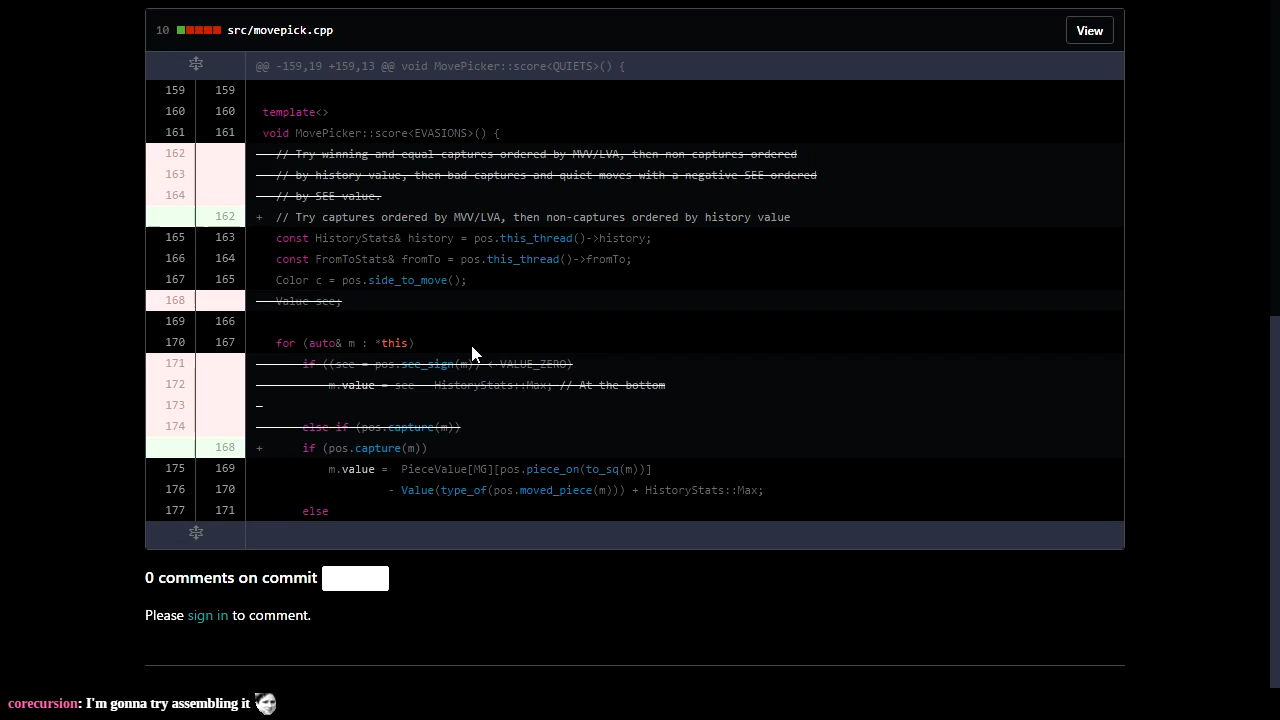 10 src/movepick.cpp View
@@ -159,19 +159,13 @@ void MovePicker::score<QUIETS>() {
159 159
160 160 template<>
161 161 void MovePicker::score<EVASIONS>() {
162 - // Try winning and equal captures ordered by MVV/LVA, then non-captures ordered
163 - // by history value, then bad captures and quiet moves with a negative SEE ordered
164 - // by SEE value.
162 + // Try captures ordered by MVV/LVA, then non-captures ordered by history value
165 163 const HistoryStats& history = pos.this_thread()->history;
166 164 const FromToStats& fromTo = pos.this_thread()->fromTo;
167 165 Color c = pos.side_to_move();
168 - Value see;
169 166
170 167 for (auto& m : *this)
171 - if ((see = pos.see_sign(m)) < VALUE_ZERO)
172 - m.value = see - HistoryStats::Max; // At the bottom
173 -
174 - else if (pos.capture(m))
168 + if (pos.capture(m))
175 169 m.value = PieceValue[MG][pos.piece_on(to_sq(m))]
176 170 - Value(type_of(pos.moved_piece(m))) + HistoryStats::Max;
177 171 else
0 comments on commit
Please sign in to comment.
corecursion: I'm gonna try assembling it